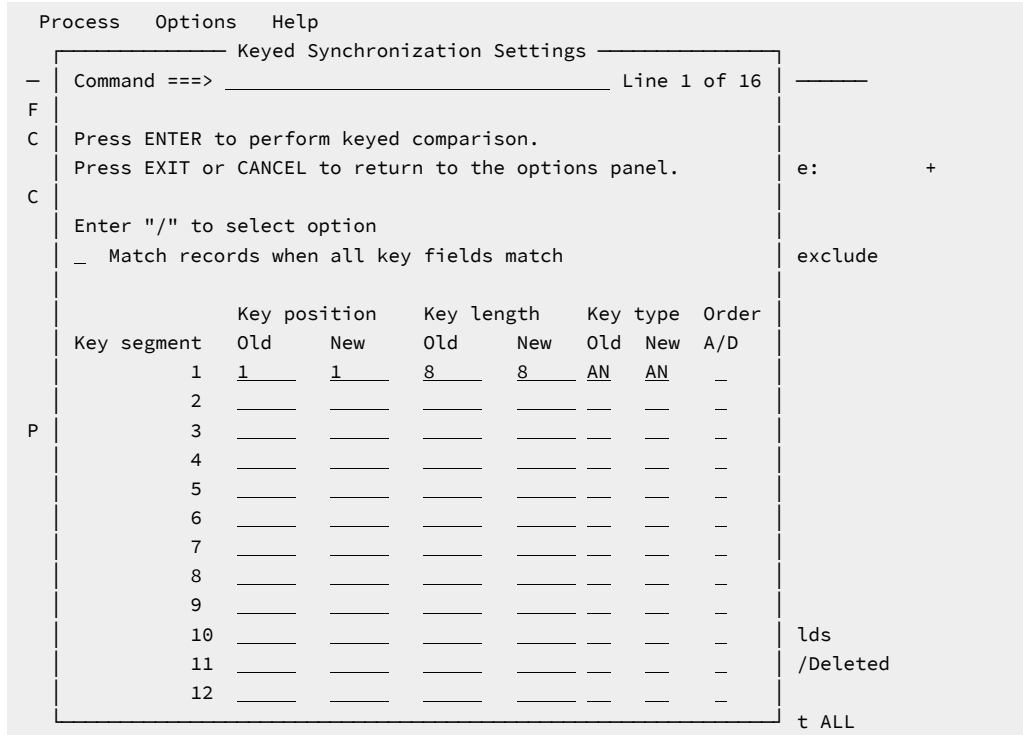 Process   Options   Help
Keyed Synchronization Settings
Command ===> Line 1 of 16
F
C Press ENTER to perform keyed comparison.
Press EXIT or CANCEL to return to the options panel. e: +
C
Enter "/" to select option
_ Match records when all key fields match exclude
Key position Key length Key type Order
Key segment Old New Old New Old New A/D
1 1 1 8 8 AN AN _
2
P 3
4
5
6
7
8
9
10 lds
11 /Deleted
12
t ALL